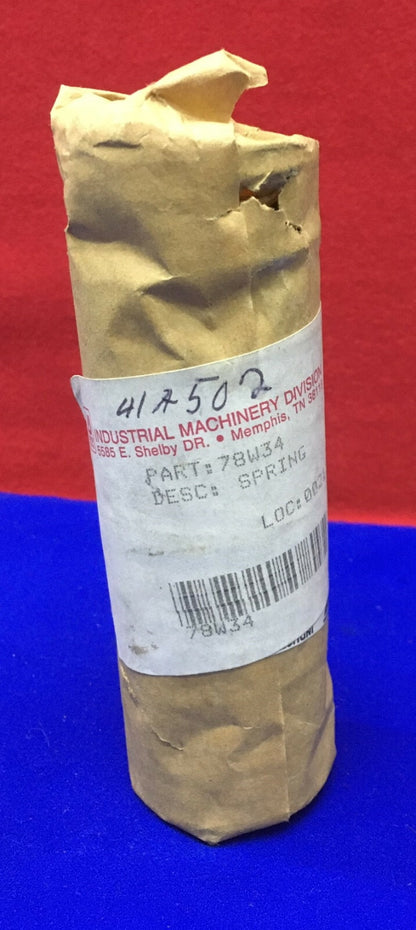 41A502
INDUSTRIAL MACHINERY DIVISION
5585 E. Shelby DR. • Memphis, TN
PART: 78W34
DESC: SPRING
LOC:
78W34